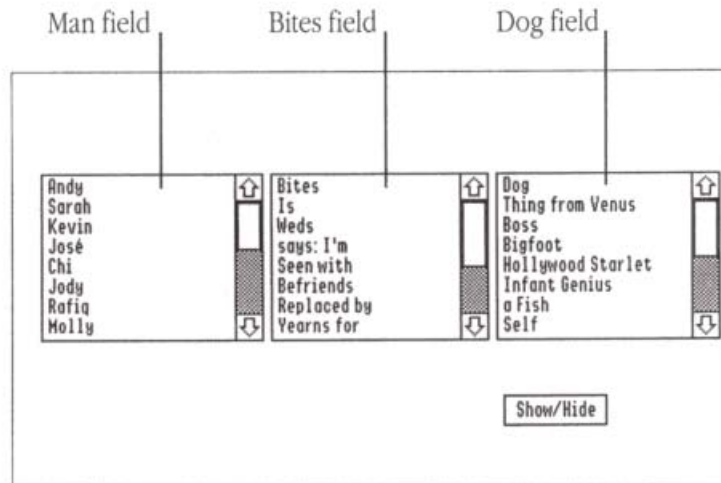 Man field
Bites field
Dog field
Andy
Sarah
Kevin
José
Chi
Jody
Rafiq
Molly
Bites
Is
Weds
says: I'm
Seen with
Befriends
Replaced by
Yearns for
Dog
Thing from Venus
Boss
Bigfoot
Hollywood Starlet
Infant Genius
a Fish
Self
Show/Hide